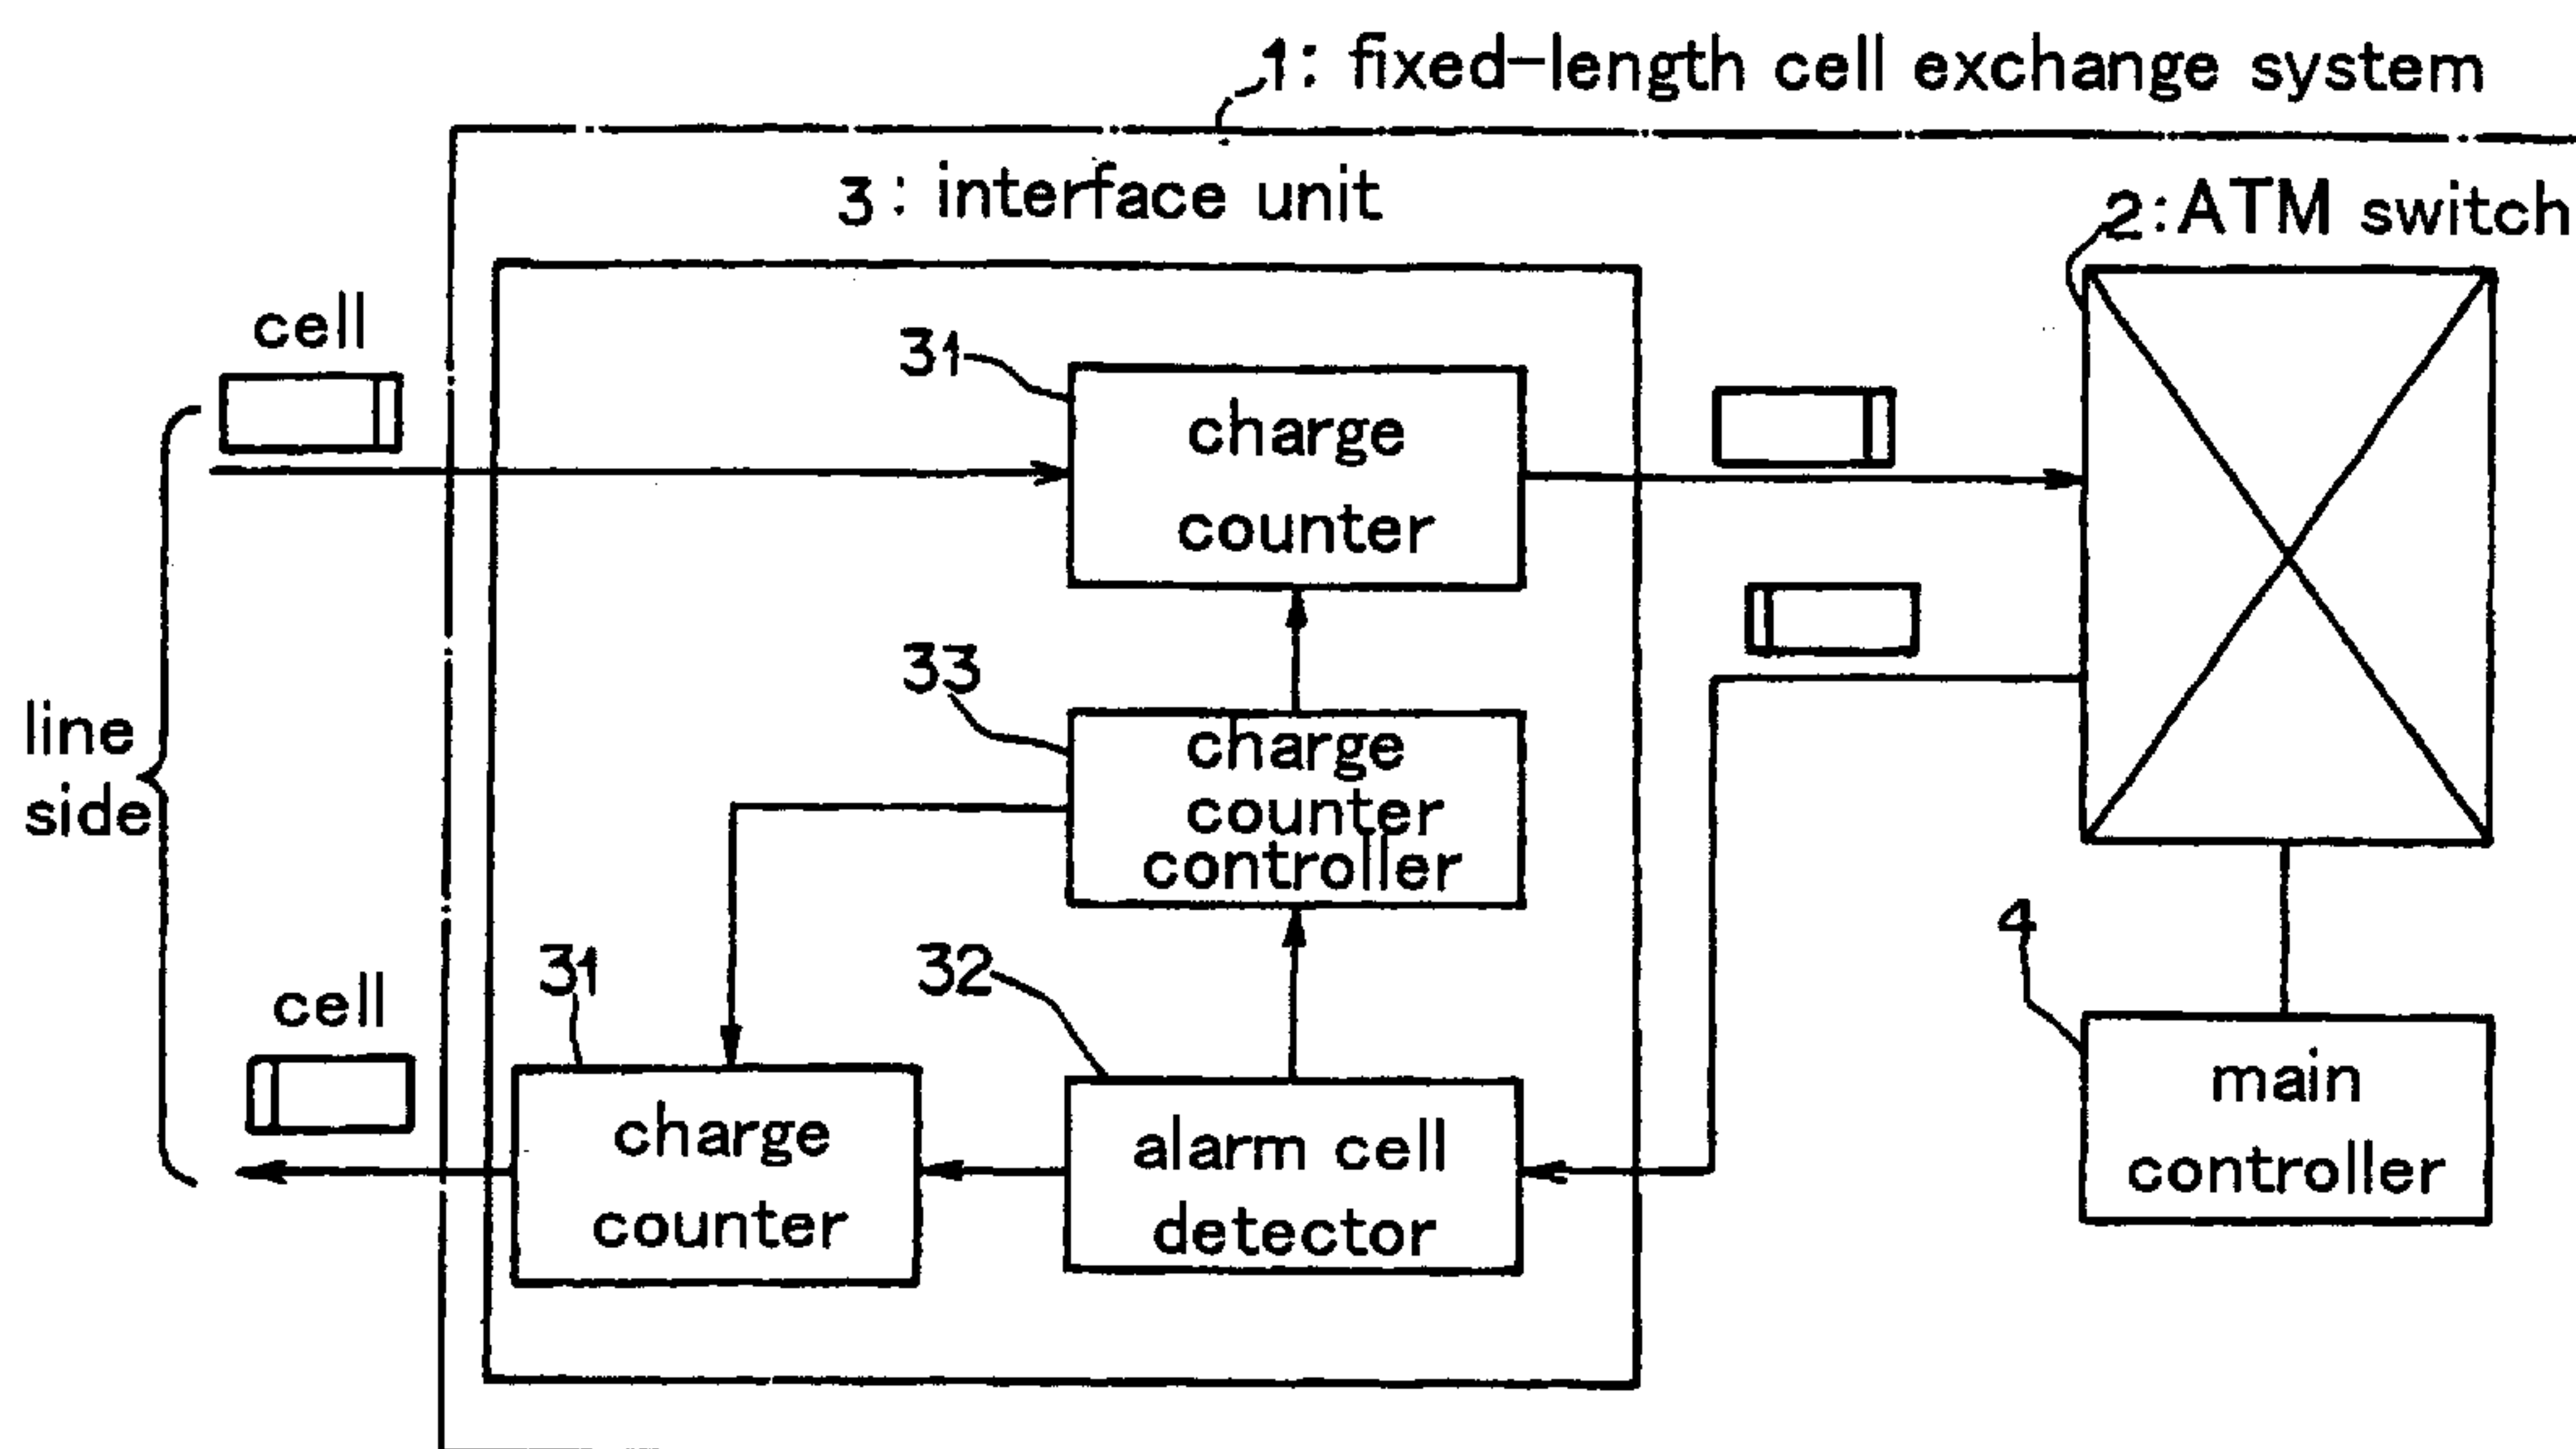 1: fixed-length cell exchange system
3: interface unit
2:ATM switch
cell
31
charge
counter
33
charge
counter
controller
line
side
4
31
32
cell
main
controller
charge
counter
alarm cell
detector